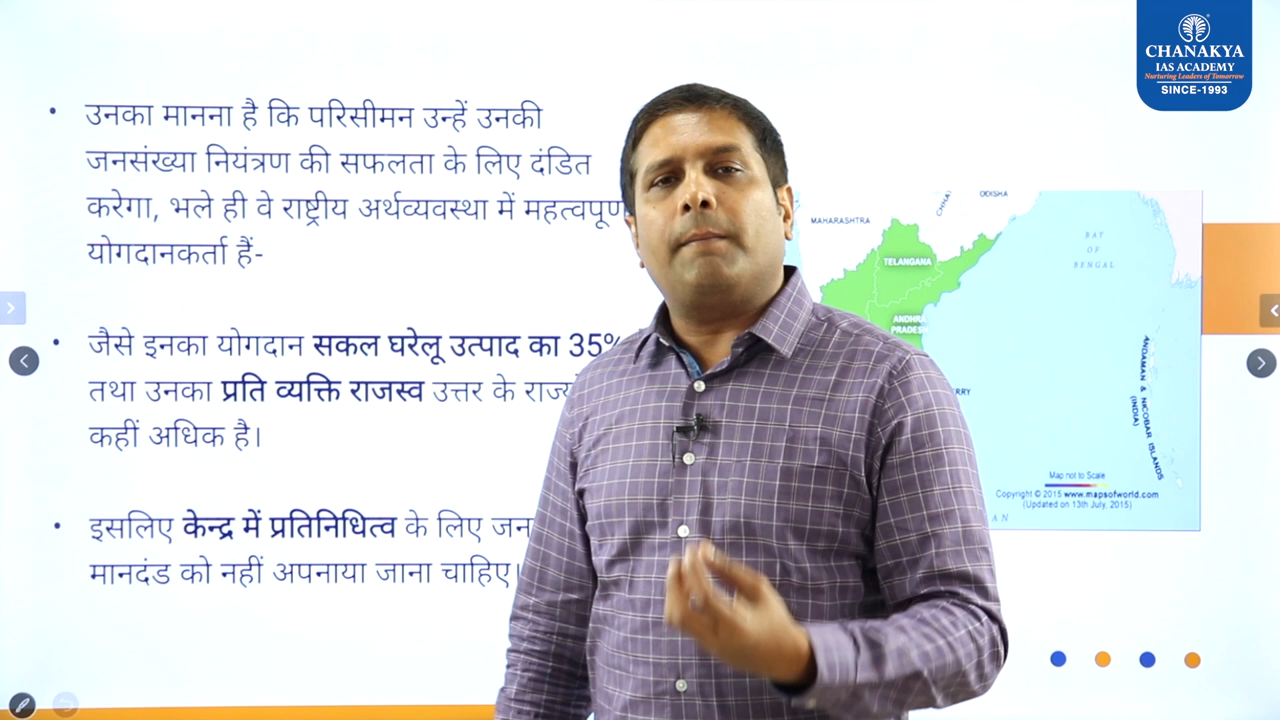 CHANAKYA
IAS ACADEMY
Nurturing Leaders of Tomorrow
SINCE-1993
उनका मानना है कि परिसीमन उन्हें उनकी
जनसंख्या नियंत्रण की सफलता के लिए दंडित
करेगा, भले ही वे राष्ट्रीय अर्थव्यवस्था में
योगदानकर्ता हैं-
जैसे इनका योगदान सकल घरेलू उत्पाद का 35%
तथा उनका प्रति व्यक्ति राजस्व उत्तर के
कहीं अधिक है।
इसलिए केन्द्र में प्रतिनिधित्व के लिए
मानदंड को नहीं अपनाया जाना चाहिए।
ODISHA
MAHARASHTRA
TELANGANA
BAY
OF
BENGAL
ANDHRA
PRADESH
ANDAMAN & NICOBAR ISLANDS
(INDIA)
Map not to Scale
Copyright © 2015 www.mapsofworld.com
(Updated on 13th July, 2015)